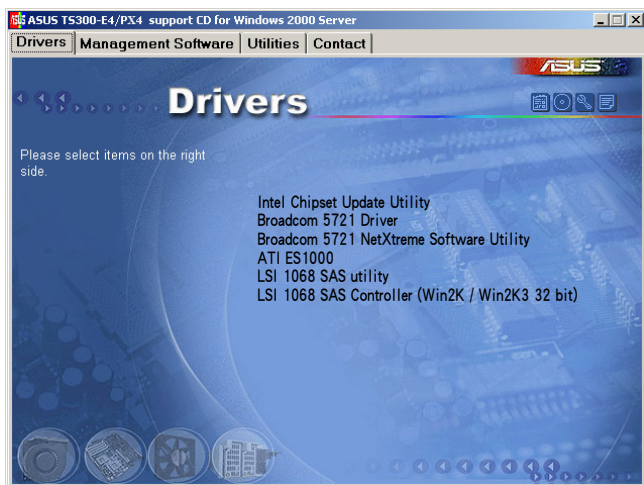 ASUS TS300-E4/PX4 support CD for Windows 2000 Server
Drivers Management Software Utilities Contact
ASUS
Drivers
Please select items on the right
side.
Intel Chipset Update Utility
Broadcom 5721 Driver
Broadcom 5721 NetXtreme Software Utility
ATI ES1000
LSI 1068 SAS utility
LSI 1068 SAS Controller (Win2K / Win2K3 32 bit)